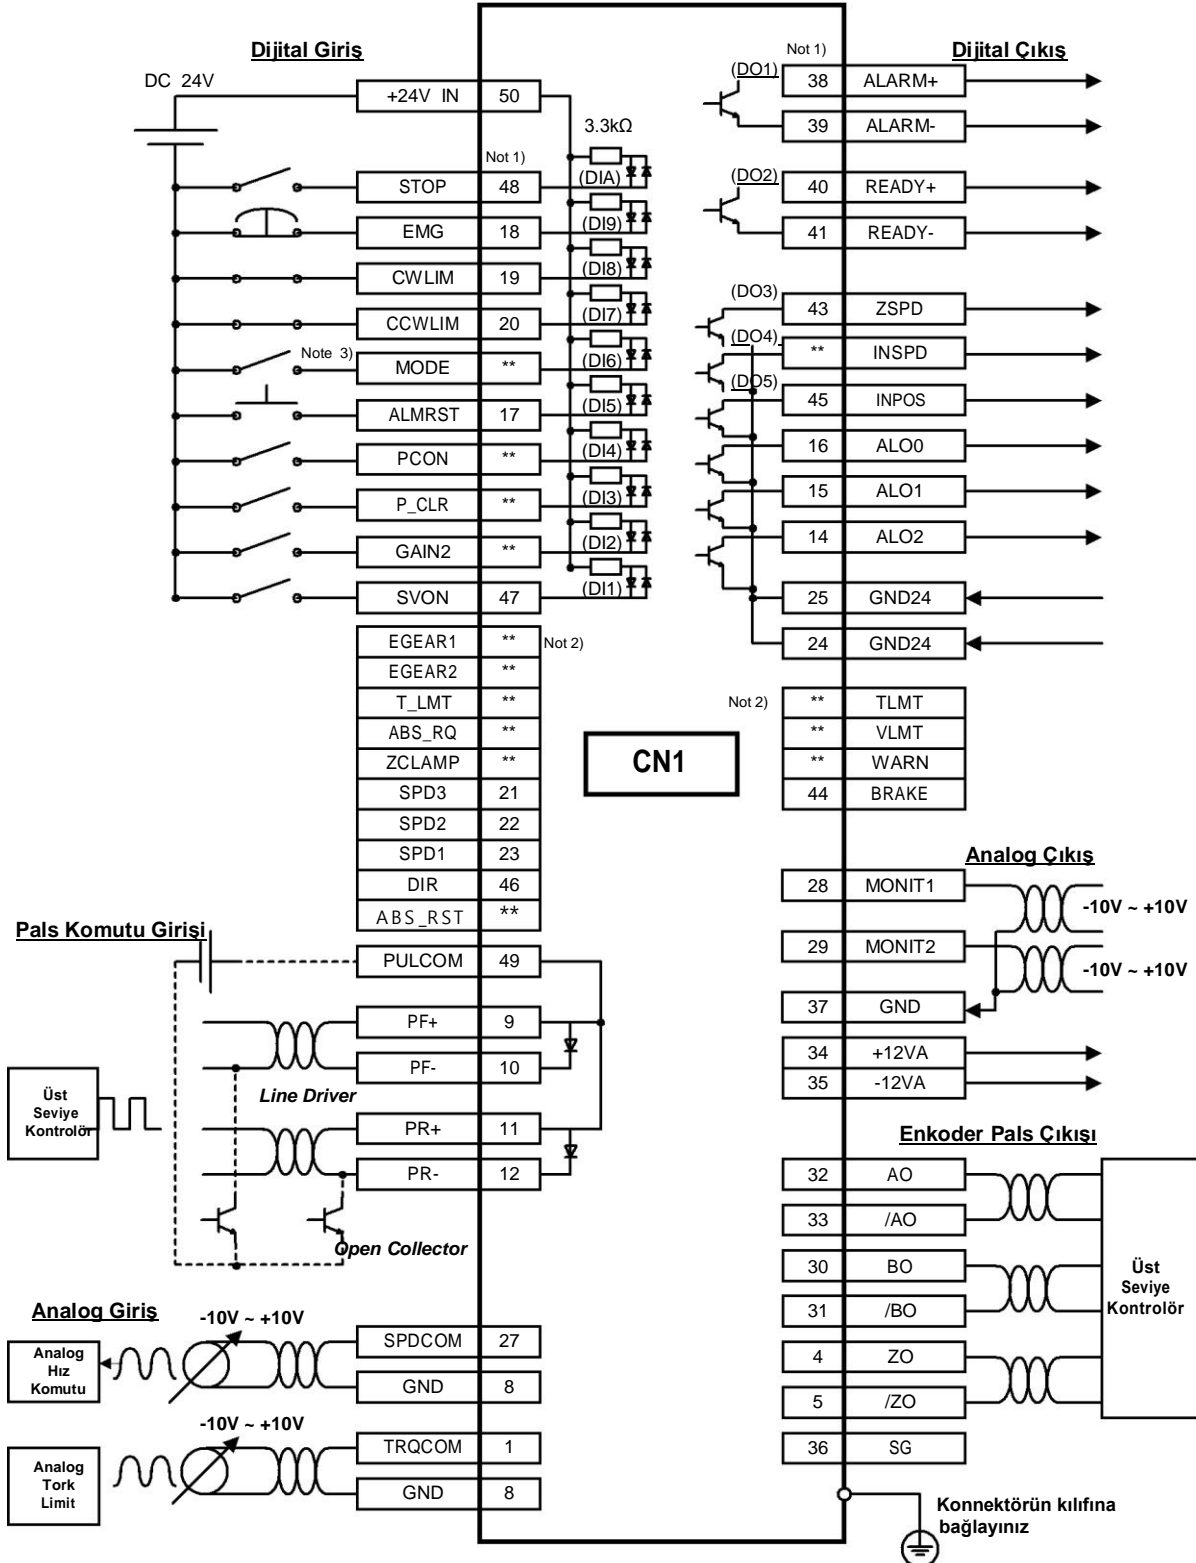 Dijital Giriş
DC 24V
+24V IN 50
3.3kΩ
Not 1)
STOP 48 (DIA)
EMG 18 (DI9)
CWLIM 19 (DI8)
CCWLIM 20 (DI7)
Note 3)
MODE ** (DI6)
ALMRST 17 (DI5)
PCON ** (DI4)
P_CLR ** (DI3)
GAIN2 ** (DI2)
SVON 47 (DI1)
EGEAR1 ** Not 2)
EGEAR2 **
T_LMT **
ABS_RQ **
ZCLAMP **
SPD3 21
SPD2 22
SPD1 23
DIR 46
ABS_RST **
Pals Komutu Girişi
PULCOM 49
PF+ 9
PF- 10
Line Driver
Üst
Seviye
Kontrolör
PR+ 11
PR- 12
Open Collector
Analog Giriş
-10V ~ +10V
Analog
Hız
Komutu
SPDCOM 27
GND 8
-10V ~ +10V
Analog
Tork
Limit
TRQCOM 1
GND 8
CN1
Not 1)
Dijital Çıkış
(DO1) 38 ALARM+
39 ALARM-
(DO2) 40 READY+
41 READY-
(DO3) 43 ZSPD
(DO4) ** INSPD
(DO5) 45 INPOS
16 ALO0
15 ALO1
14 ALO2
25 GND24
24 GND24
Not 2) ** TLMT
** VLMT
** WARN
44 BRAKE
Analog Çıkış
28 MONIT1
-10V ~ +10V
29 MONIT2
-10V ~ +10V
37 GND
34 +12VA
35 -12VA
Enkoder Pals Çıkışı
32 AO
33 /AO
30 BO
31 /BO
4 ZO
5 /ZO
Üst
Seviye
Kontrolör
36 SG
Konnektörün kılıfına
bağlayınız